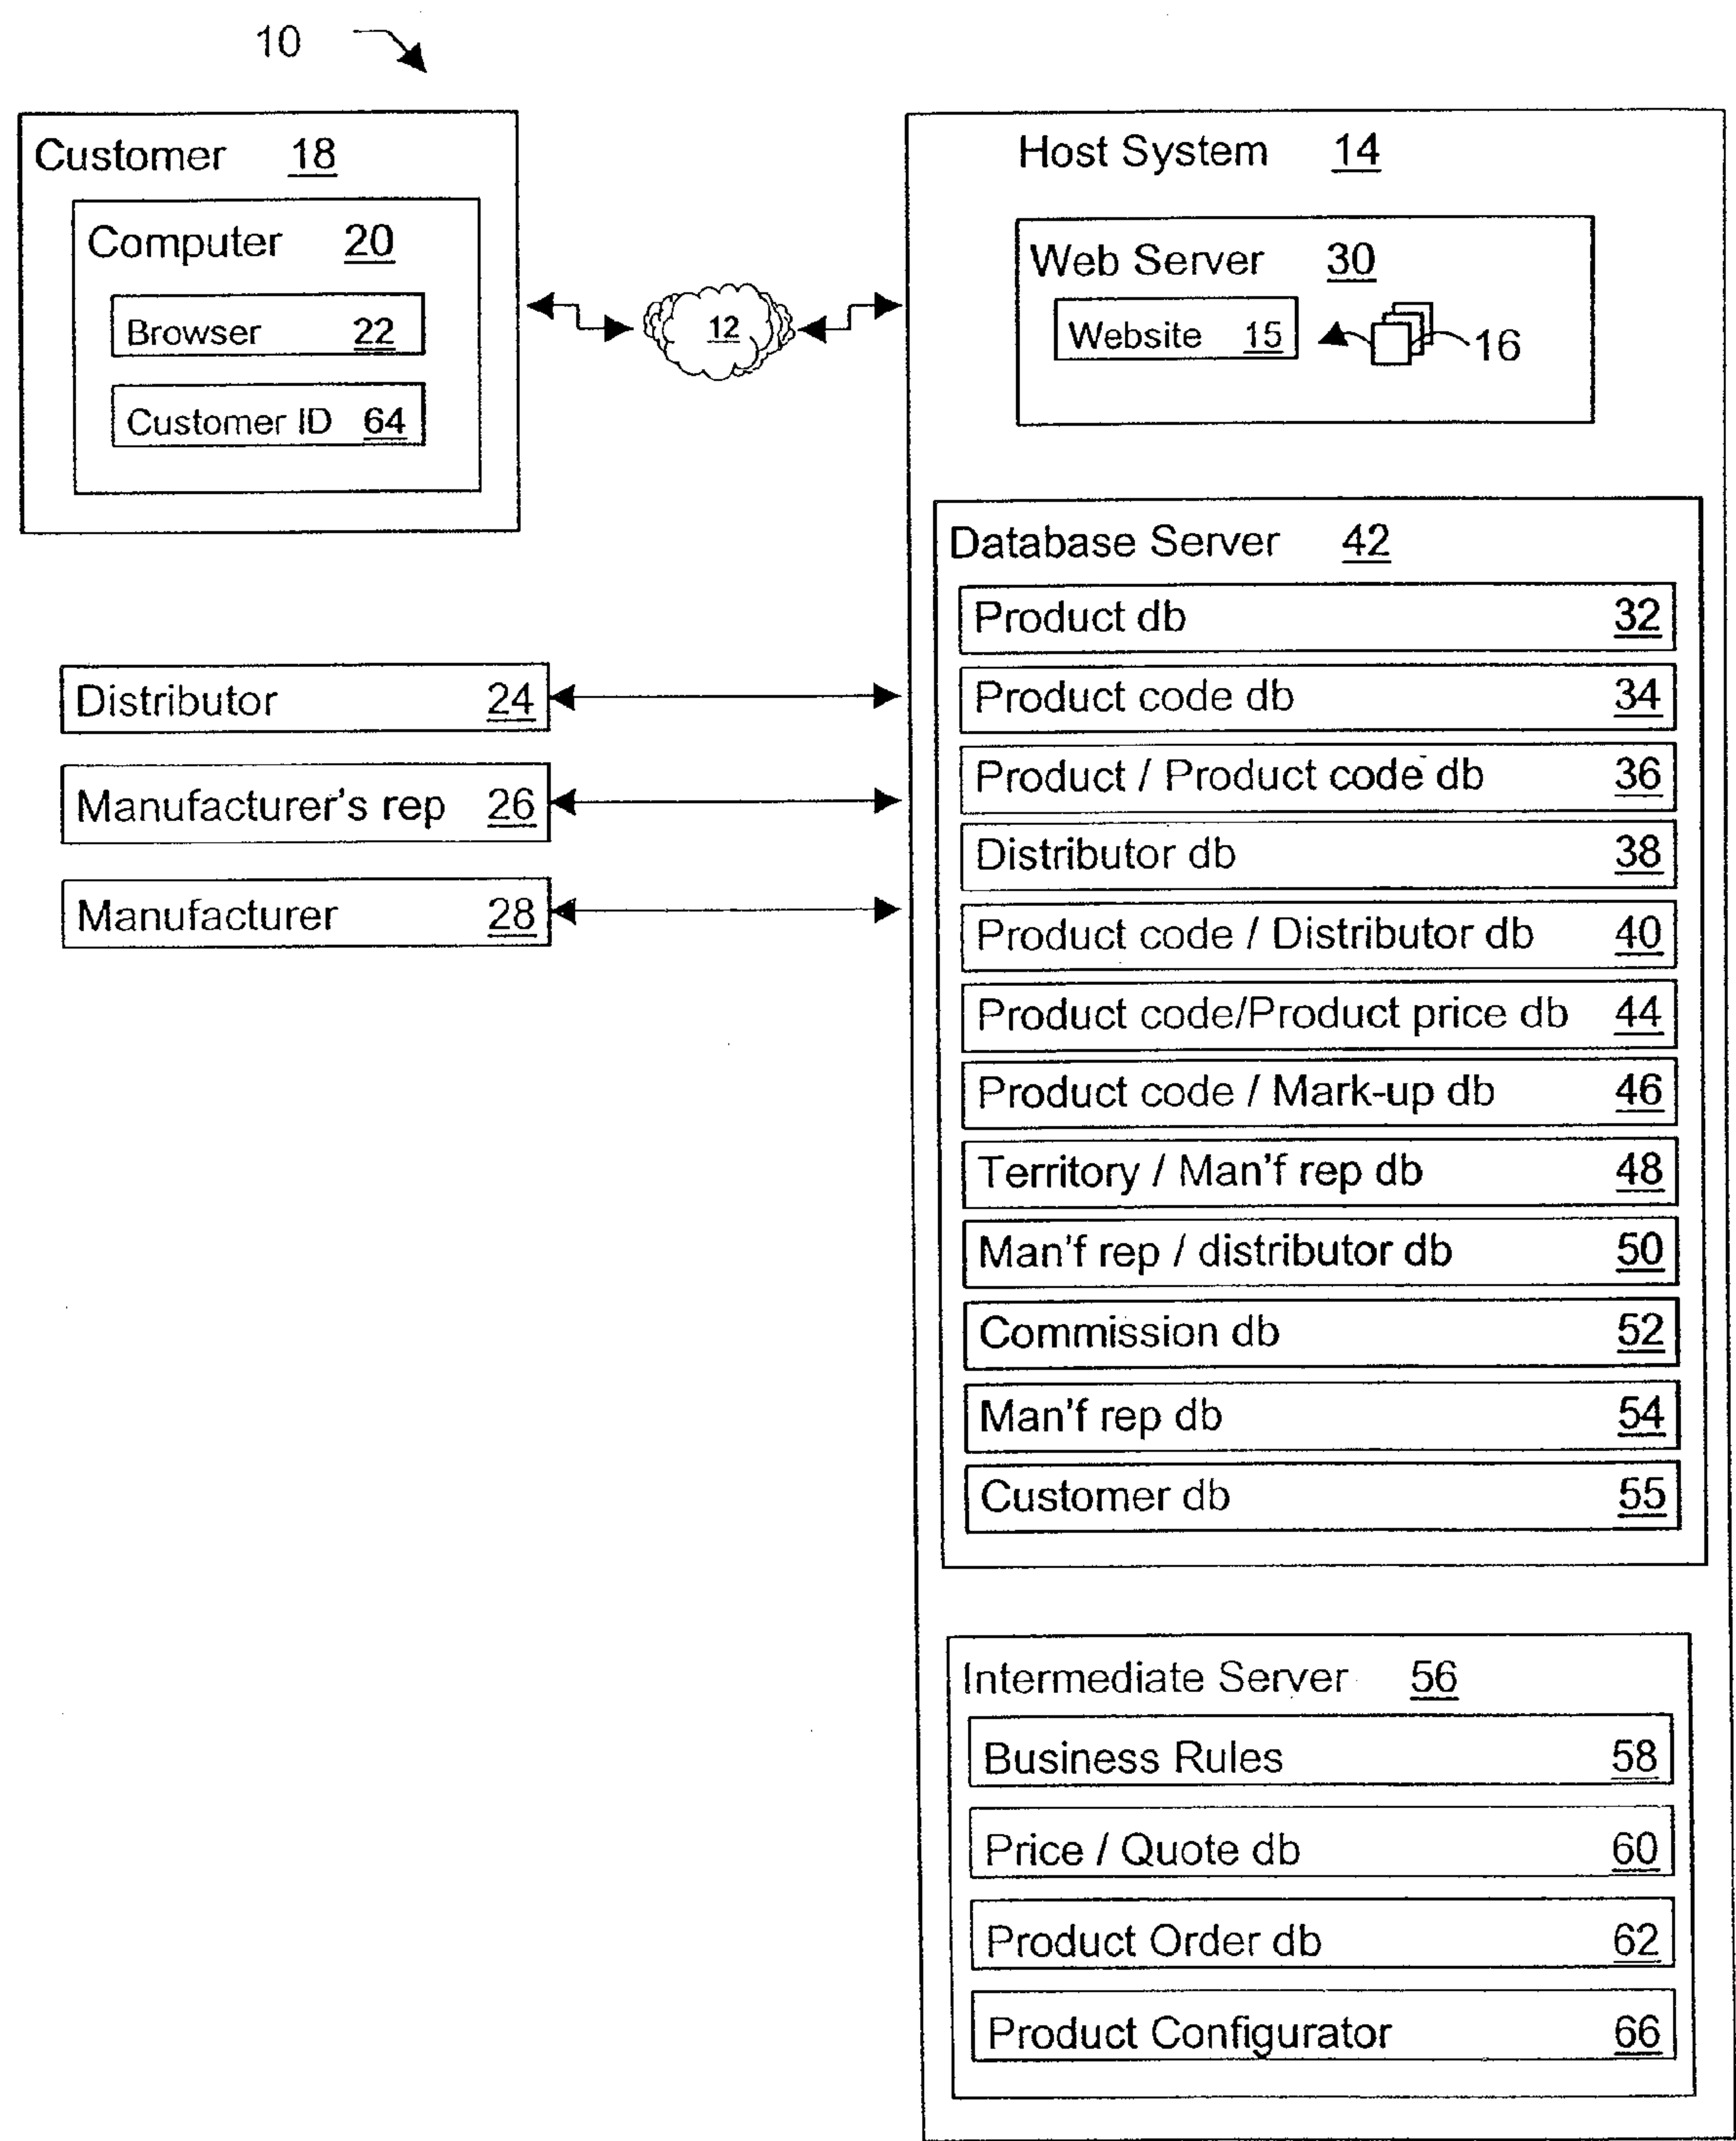 10
Customer 18
Computer 20
Browser 22
Customer ID 64
12
Host System 14
Web Server 30
Website 15
16
Distributor 24
Manufacturer's rep 26
Manufacturer 28
Database Server 42
Product db 32
Product code db 34
Product / Product code db 36
Distributor db 38
Product code / Distributor db 40
Product code/Product price db 44
Product code / Mark-up db 46
Territory / Man'f rep db 48
Man'f rep / distributor db 50
Commission db 52
Man'f rep db 54
Customer db 55
Intermediate Server 56
Business Rules 58
Price / Quote db 60
Product Order db 62
Product Configurator 66